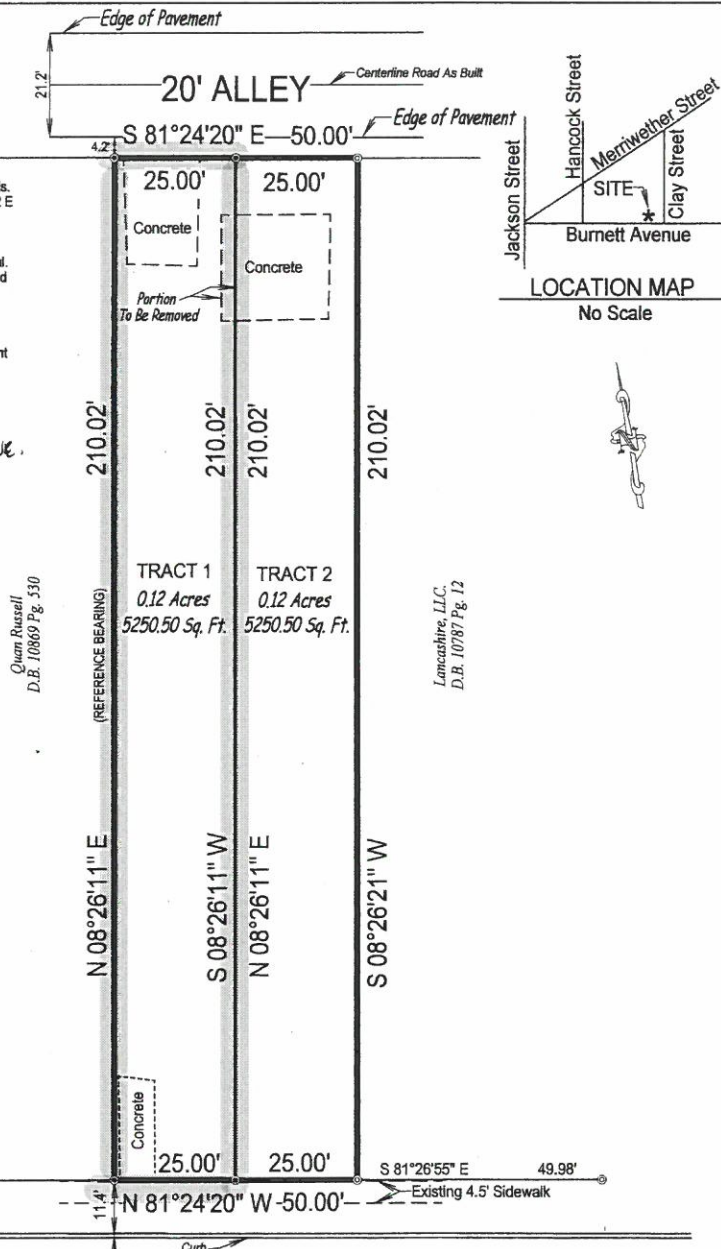 Edge of Pavement
21.2'
20' ALLEY
Centerline Road As Built
Edge of Pavement
S 81°24'20" E 50.00'
4.2'
25.00'
25.00'
Concrete
Concrete
Portion
To Be Removed
Jackson Street
Hancock Street
Merriwether Street
Clay Street
SITE
*
Burnett Avenue
LOCATION MAP
No Scale
N
210.02'
210.02'
210.02'
210.02'
TRACT 1
0.12 Acres
5250.50 Sq. Ft.
TRACT 2
0.12 Acres
5250.50 Sq. Ft.
Quan Russell
D.B. 10869 Pg. 530
(REFERENCE BEARING)
Lancashire, LLC.
D.B. 10787 Pg. 12
N 08°26'11" E
S 08°26'11" W
N 08°26'11" E
S 08°26'21" W
Concrete
25.00'
25.00'
S 81°26'55" E 49.98'
Existing 4.5' Sidewalk
11.4'
N 81°24'20" W 50.00'
Curb